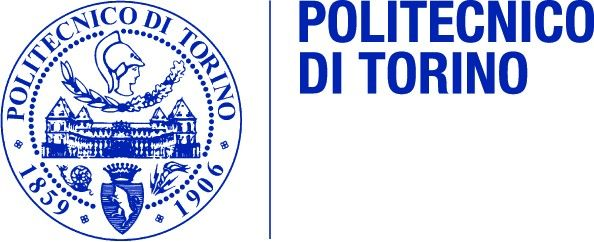 POLITECNICO DI TORINO
1859
1906
POLITECNICO
DI TORINO